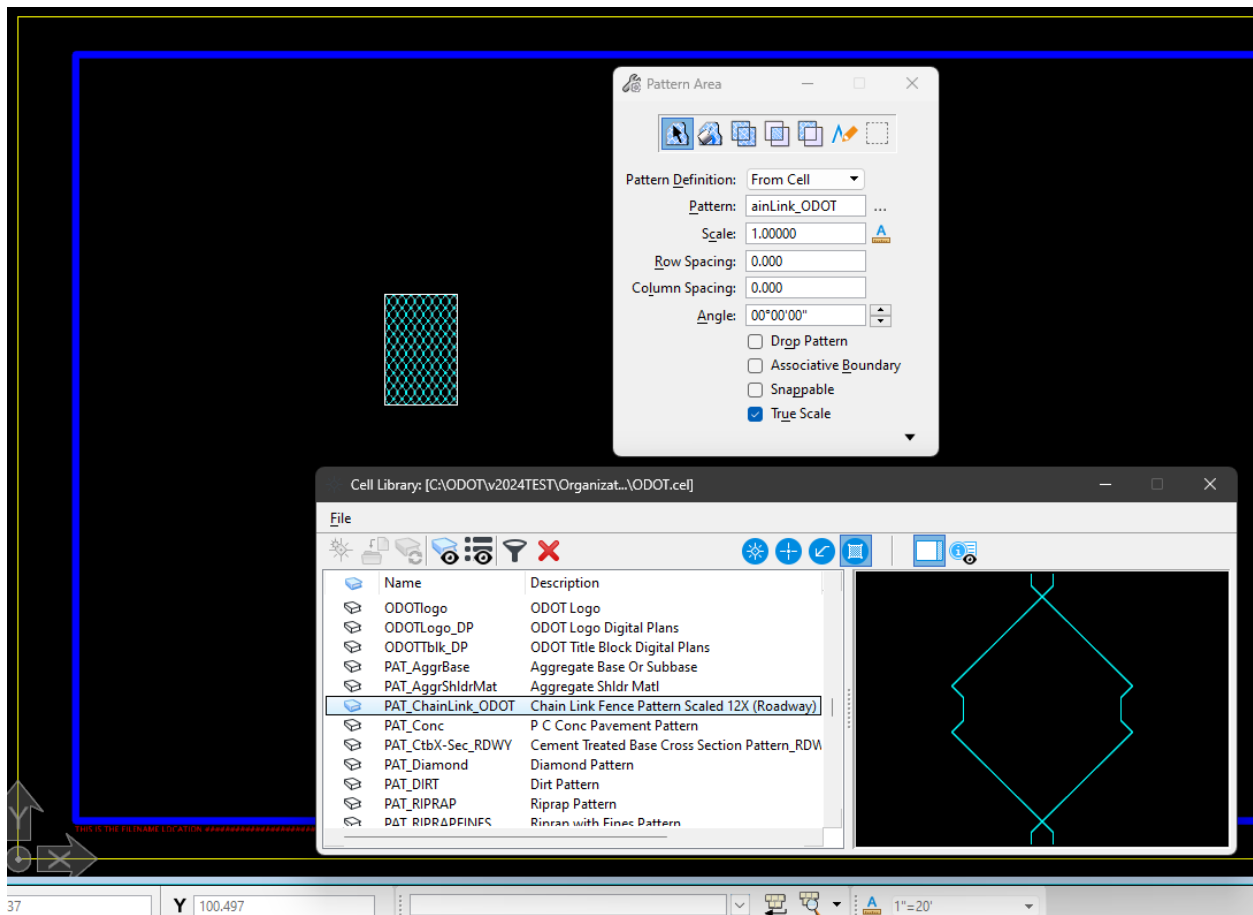 Pattern Area
Pattern Definition: From Cell
Pattern: ainLink_ODOT ...
Scale: 1.00000
Row Spacing: 0.000
Column Spacing: 0.000
Angle: 00°00'00"
Drop Pattern
Associative Boundary
Snappable
True Scale
Cell Library: [C:\ODOT\v2024TEST\Organizat...\ODOT.cel]
File
Name Description
ODOTlogo ODOT Logo
ODOTLogo_DP ODOT Logo Digital Plans
ODOTTblk_DP ODOT Title Block Digital Plans
PAT_AggrBase Aggregate Base Or Subbase
PAT_AggrShldrMat Aggregate Shldr Matl
PAT_ChainLink_ODOT Chain Link Fence Pattern Scaled 12X (Roadway)
PAT_Conc P C Conc Pavement Pattern
PAT_CtbX-Sec_RDWY Cement Treated Base Cross Section Pattern_RDW
PAT_Diamond Diamond Pattern
PAT_DIRT Dirt Pattern
PAT_RIPRAP Riprap Pattern
PAT_RIPRAPFINES Riprap with Fines Pattern
Y
THIS IS THE FILENAME LOCATION
X
37 Y 100.497 A 1"=20'